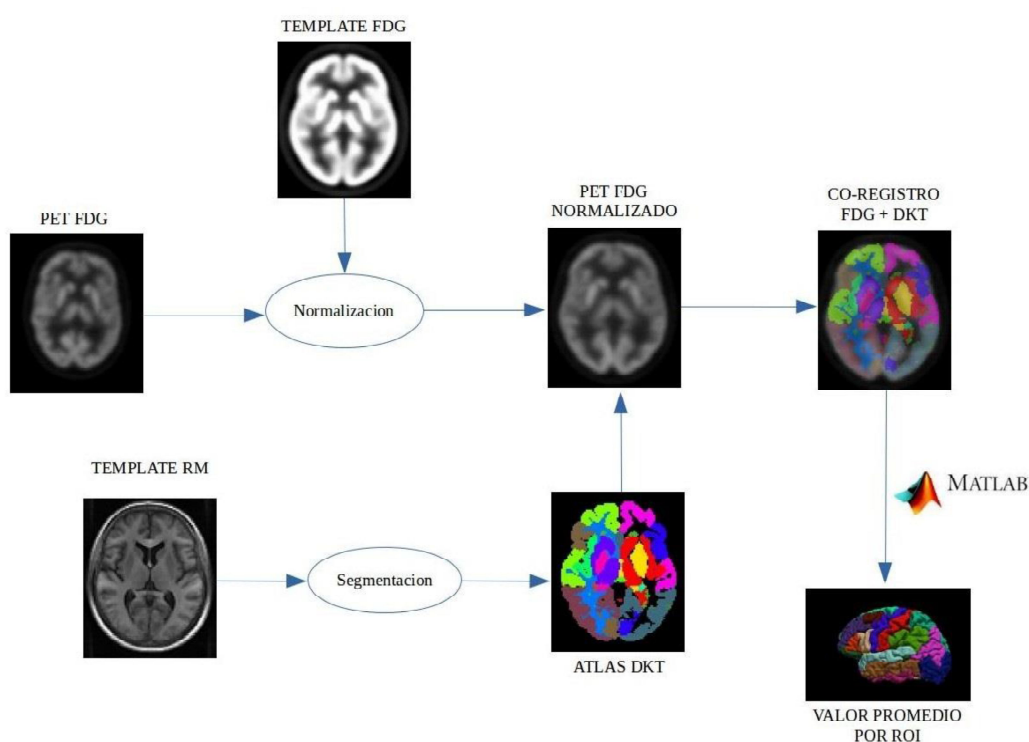 TEMPLATE FDG
PET FDG
NORMALIZADO
CO-REGISTRO
FDG + DKT
PET FDG
Normalizacion
TEMPLATE RM
MATLAB
Segmentacion
ATLAS DKT
VALOR PROMEDIO
POR ROI